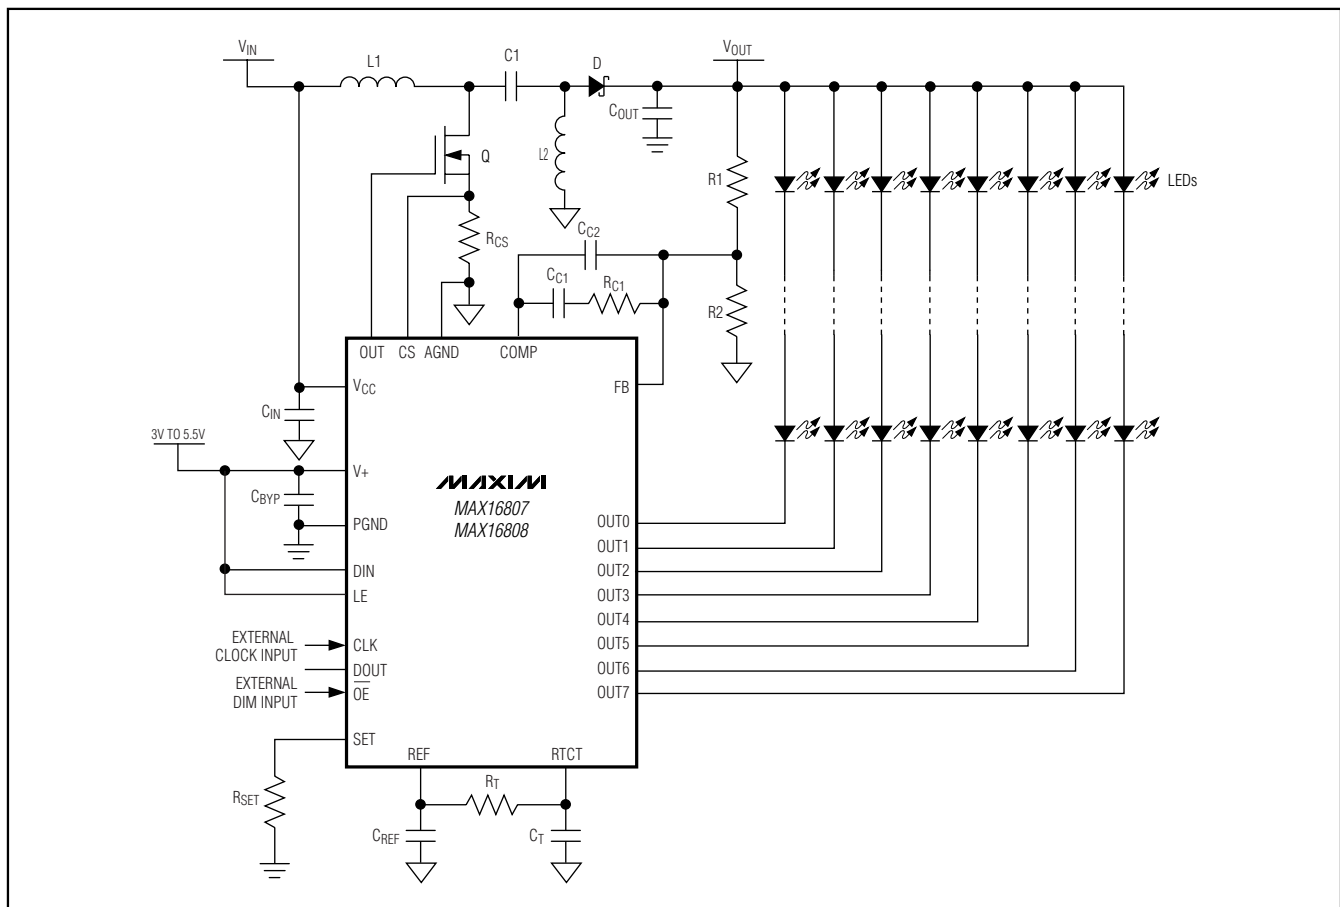 VIN
L1
C1
D
VOUT
COUT
Q
L2
R1
LEDs
RCS
CC2
CC1
RC1
R2
OUT
CS
AGND
COMP
VCC
FB
CIN
3V TO 5.5V
V+
CBYP
MAXIM
MAX16807
MAX16808
PGND
OUT0
OUT1
DIN
OUT2
LE
OUT3
OUT4
EXTERNAL
CLOCK INPUT
CLK
OUT5
DOUT
OUT6
EXTERNAL
DIM INPUT
OE
OUT7
SET
REF
RTCT
RT
RSET
CREF
CT